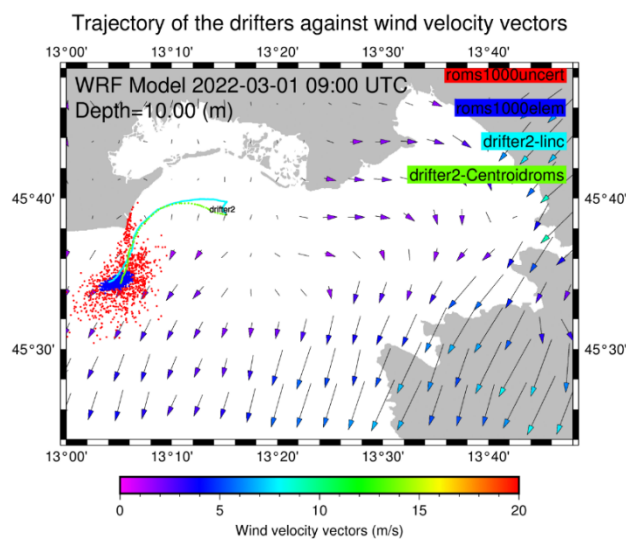 Trajectory of the drifters against wind velocity vectors
13°00' 13°10' 13°20' 13°30' 13°40'
WRF Model 2022-03-01 09:00 UTC
Depth=10.00 (m)
roms1000uncert
roms1000elem
drifter2-linc
drifter2-Centroidroms
45°40' 45°40'
drifter2
45°30' 45°30'
13°00' 13°10' 13°20' 13°30' 13°40'
0 5 10 15 20
Wind velocity vectors (m/s)